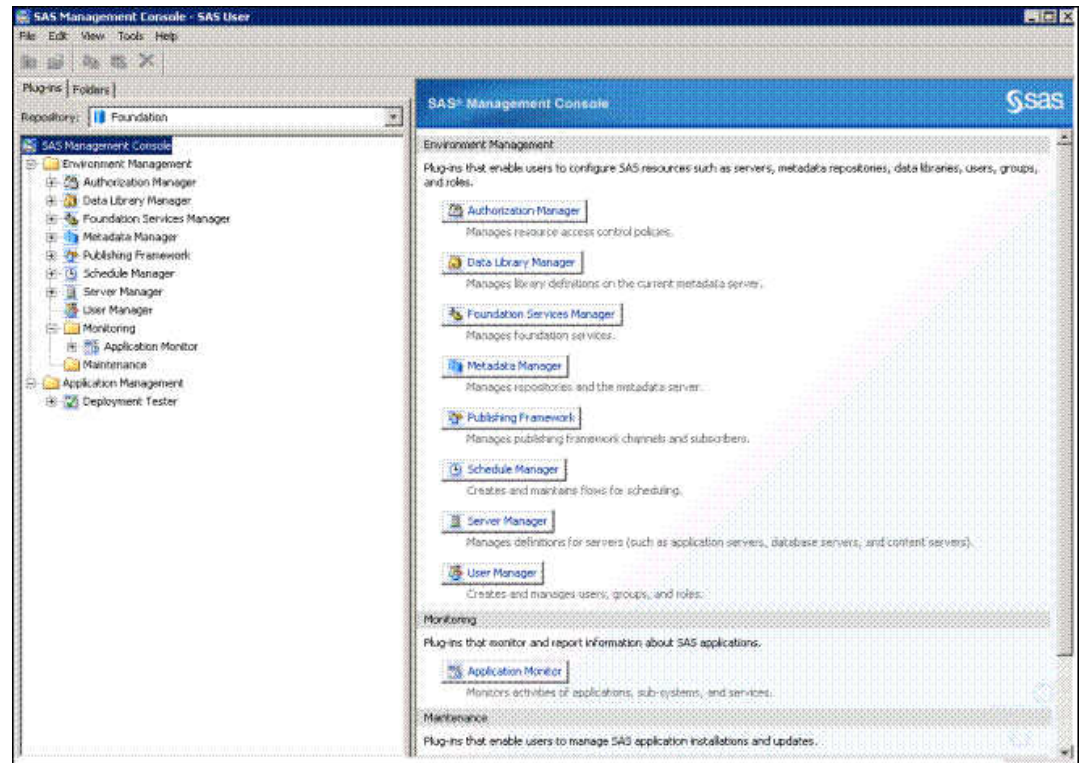 SAS Management Console - SAS User
File Edit View Tools Help
Plug-ins Folders
Repository: Foundation
SAS Management Console
Environment Management
Authorization Manager
Data Library Manager
Foundation Services Manager
Metadata Manager
Publishing Framework
Schedule Manager
Server Manager
User Manager
Monitoring
Application Monitor
Maintenance
Application Management
Deployment Tester
SAS® Management Console
sas
Environment Management
Plug-ins that enable users to configure SAS resources such as servers, metadata repositories, data libraries, users, groups,
and roles.
Authorization Manager
Manages resource access control policies.
Data Library Manager
Manages library definitions on the current metadata server.
Foundation Services Manager
Manages foundation services.
Metadata Manager
Manages repositories and the metadata server.
Publishing Framework
Manages publishing framework channels and subscribers.
Schedule Manager
Creates and maintains flows for scheduling.
Server Manager
Manages definitions for servers (such as application servers, database servers, and content servers).
User Manager
Creates and manages users, groups, and roles.
Monitoring
Plug-ins that monitor and report information about SAS applications.
Application Monitor
Monitors activities of applications, sub-systems, and services.
Maintenance
Plug-ins that enable users to manage SAS application installations and updates.